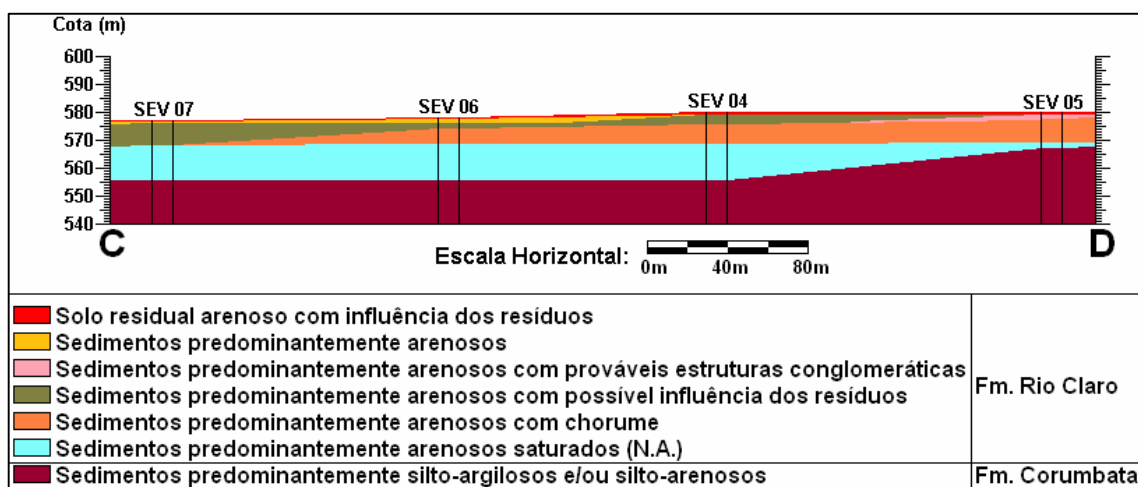 Cota (m)
600
590
580
570
560
550
540
SEV 07
SEV 06
SEV 04
SEV 05
C
D
Escala Horizontal:
0m 40m 80m
Solo residual arenoso com influência dos resíduos
Sedimentos predominantemente arenosos
Sedimentos predominantemente arenosos com prováveis estruturas conglomeráticas
Sedimentos predominantemente arenosos com possível influência dos resíduos
Sedimentos predominantemente arenosos com chorume
Sedimentos predominantemente arenosos saturados (N.A.)
Fm. Rio Claro
Sedimentos predominantemente silto-argilosos e/ou silto-arenosos
Fm. Corumbata